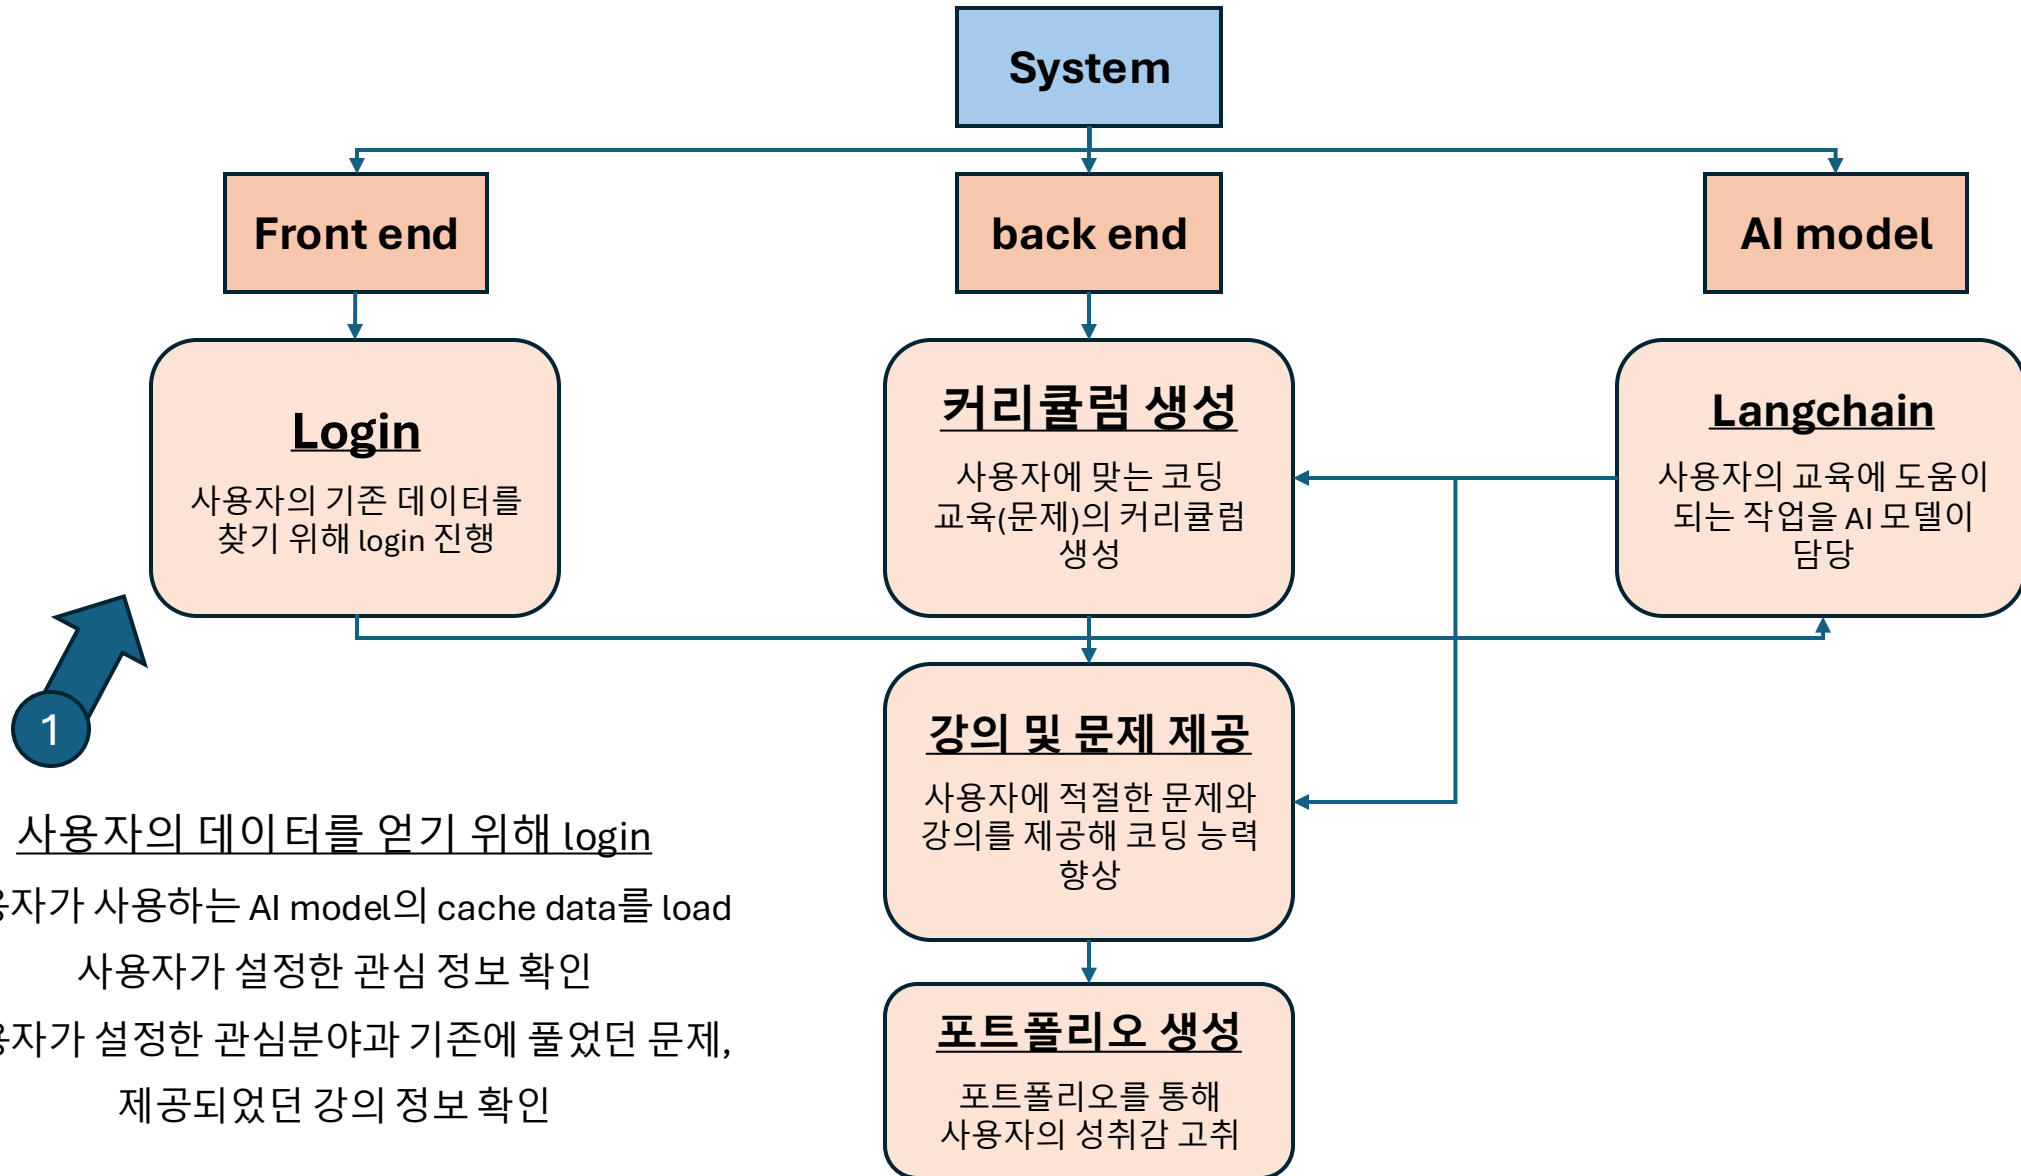 System
Front end
back end
AI model
Login
사용자의 기존 데이터를
찾기 위해 login 진행
커리큘럼 생성
사용자에 맞는 코딩
교육(문제)의 커리큘럼
생성
Langchain
사용자의 교육에 도움이
되는 작업을 AI 모델이
담당
강의 및 문제 제공
사용자에 적절한 문제와
강의를 제공해 코딩 능력
향상
포트폴리오 생성
포트폴리오를 통해
사용자의 성취감 고취
1
사용자의 데이터를 얻기 위해 login
사용하는 AI model의 cache data를 load
사용자가 설정한 관심 정보 확인
설정한 관심분야과 기존에 풀었던 문제,
제공되었던 강의 정보 확인